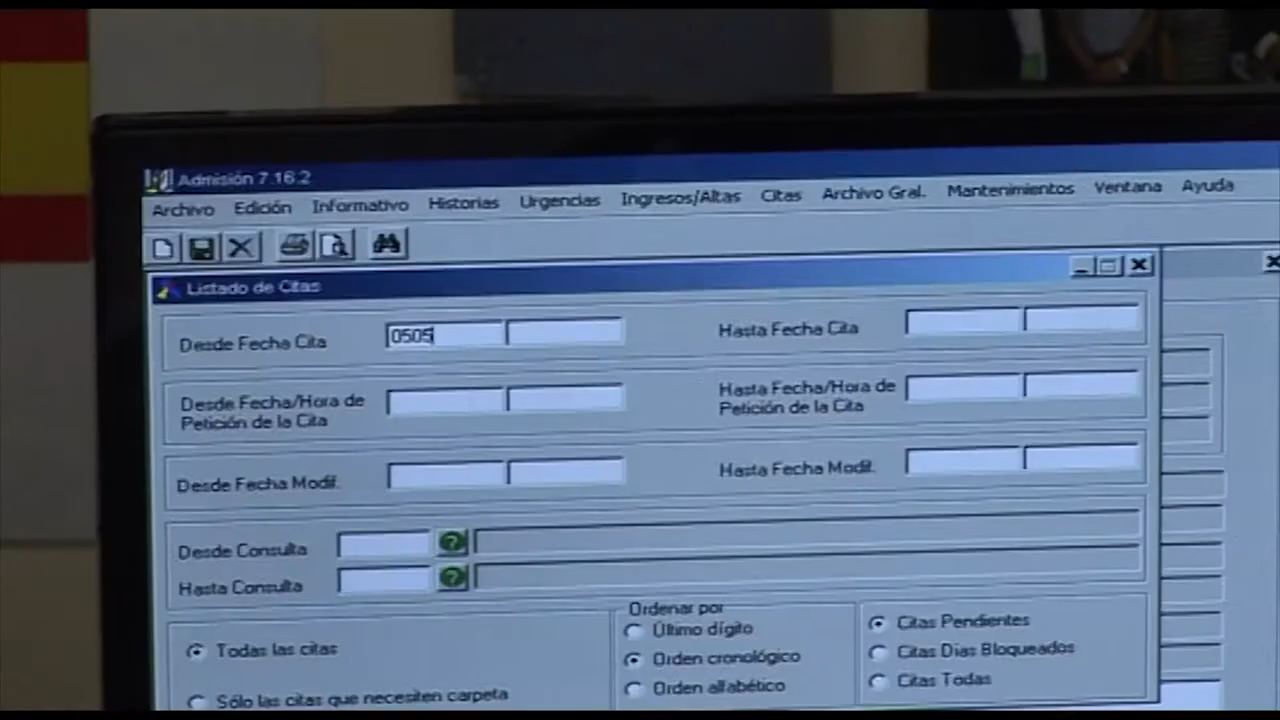 Admisión 7.16.2
Archivo Edición Informativo Historias Urgencias Ingresos/Altas Citas Archivo Gral. Mantenimientos Ventana Ayuda
Listado de Citas
Desde Fecha Cita 0505 Hasta Fecha Cita
Desde Fecha/Hora de Hasta Fecha/Hora de
Petición de la Cita Petición de la Cita
Desde Fecha Modif. Hasta Fecha Modif.
Desde Consulta ?
Hasta Consulta ?
Ordenar por
Todas las citas Último dígito Citas Pendientes
Orden cronológico Citas Dias Bloqueados
Sólo las citas que necesiten carpeta Orden alfabético Citas Todas